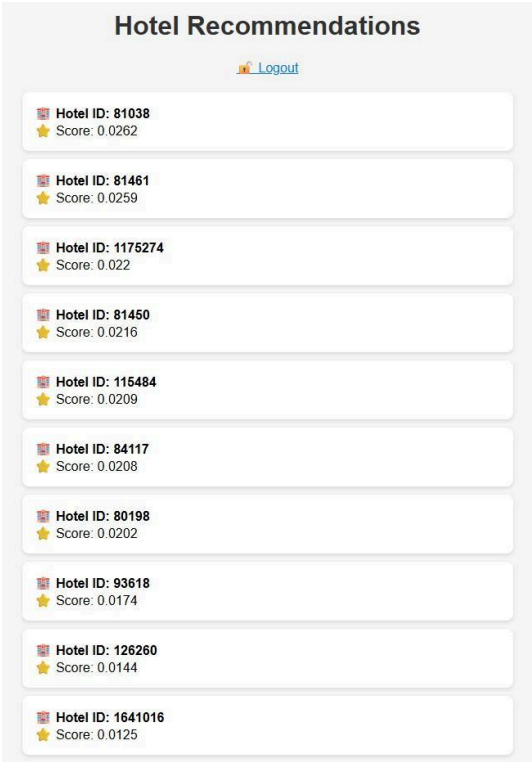 Hotel Recommendations
Logout
Hotel ID: 81038
Score: 0.0262
Hotel ID: 81461
Score: 0.0259
Hotel ID: 1175274
Score: 0.022
Hotel ID: 81450
Score: 0.0216
Hotel ID: 115484
Score: 0.0209
Hotel ID: 84117
Score: 0.0208
Hotel ID: 80198
Score: 0.0202
Hotel ID: 93618
Score: 0.0174
Hotel ID: 126260
Score: 0.0144
Hotel ID: 1641016
Score: 0.0125